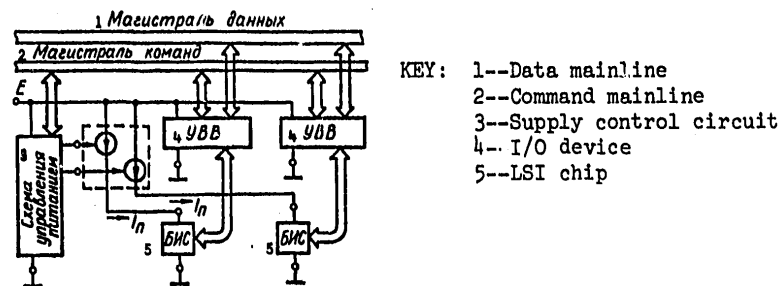 1 Магистраль данных
2 Магистраль команд
E
4 УВВ
4 УВВ
3
Схема управления питанием
Iп
Iп
5 БИС
5 БИС
KEY: 1--Data mainline
2--Command mainline
3--Supply control circuit
4-- I/O device
5--LSI chip